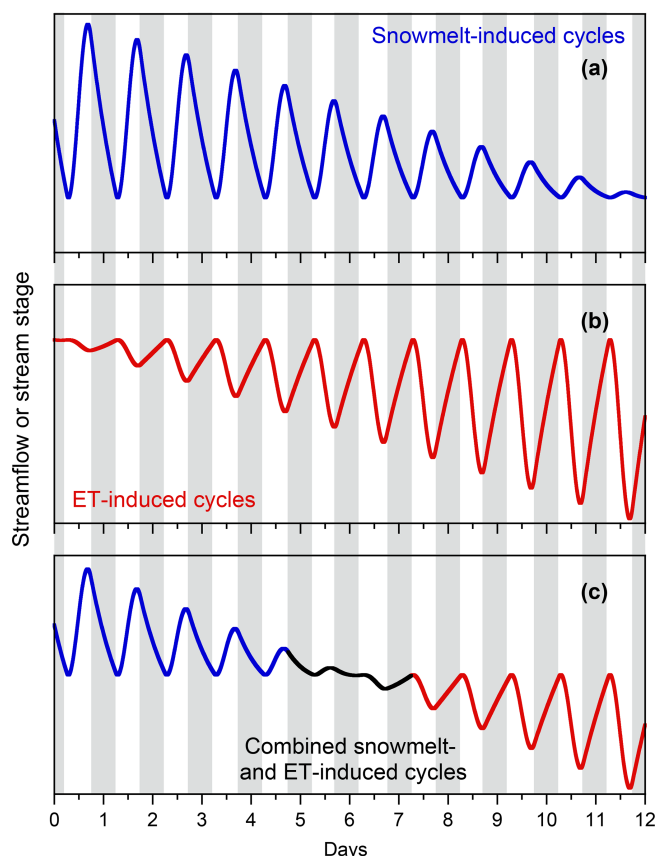 Snowmelt-induced cycles
(a)
(b)
ET-induced cycles
Streamflow or stream stage
(c)
Combined snowmelt-
and ET-induced cycles
0 1 2 3 4 5 6 7 8 9 10 11 12
Days